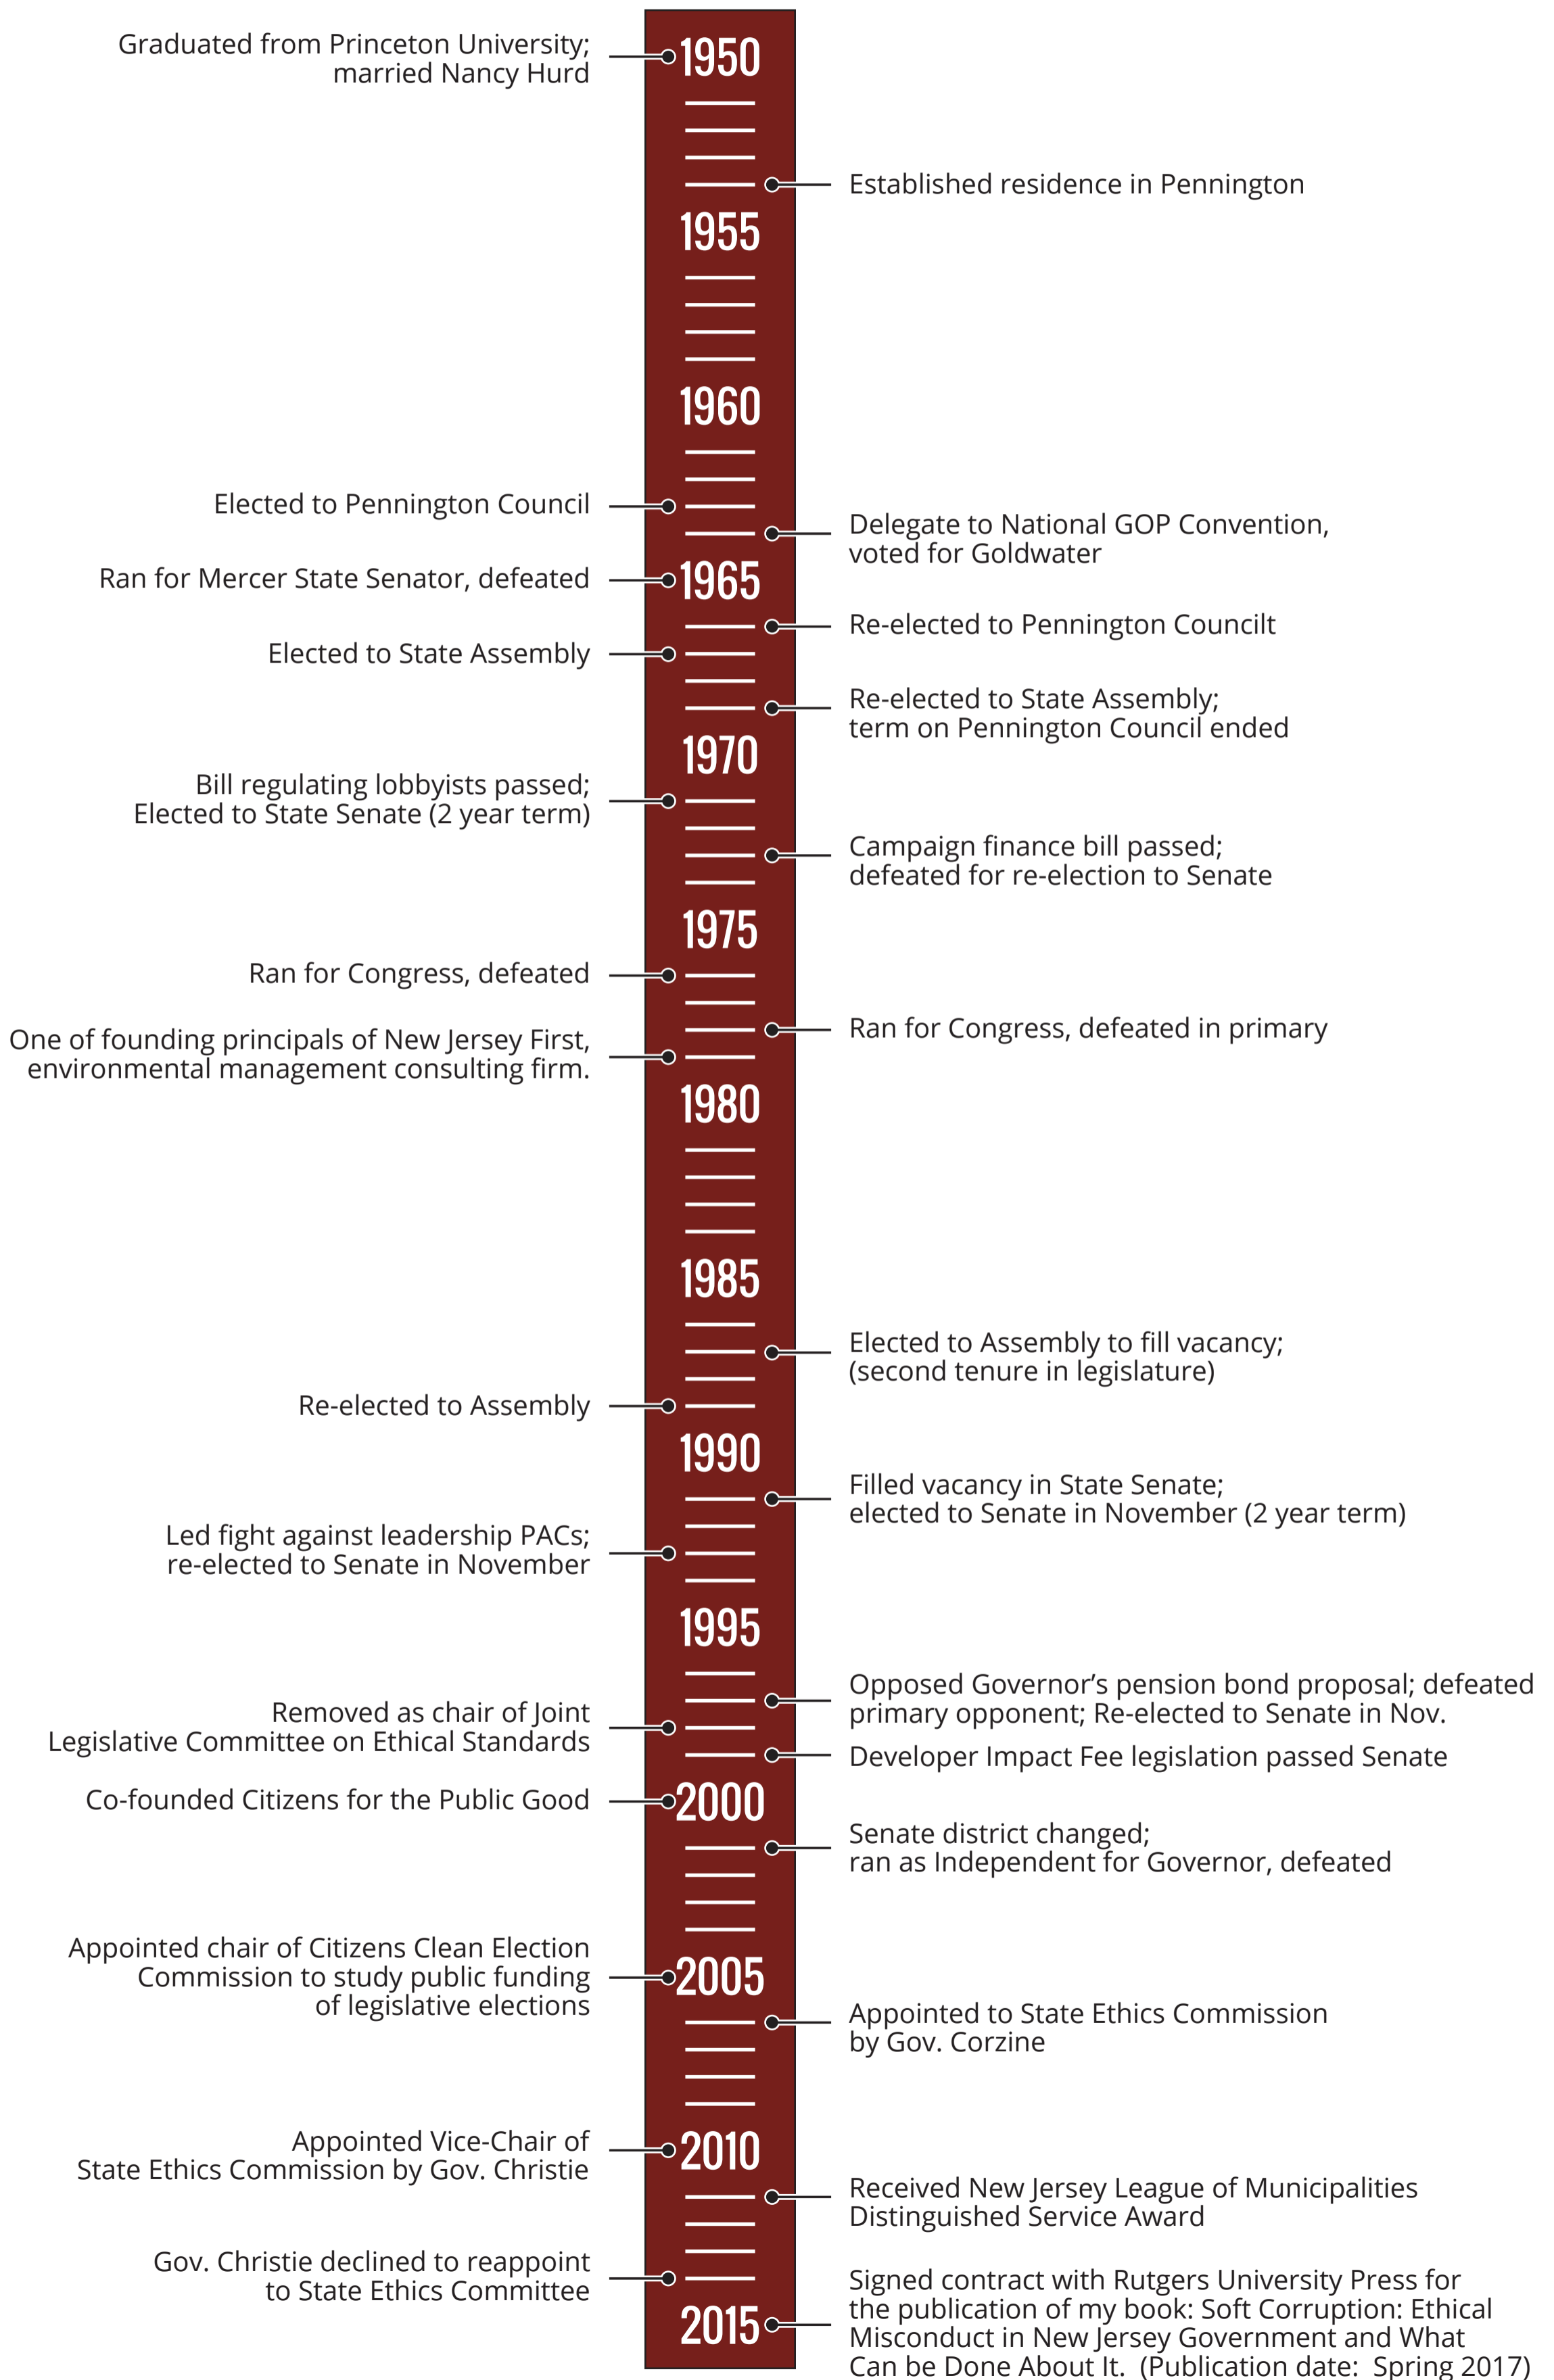 Graduated from Princeton University;
married Nancy Hurd
1950
Established residence in Pennington
1955
1960
Elected to Pennington Council
Delegate to National GOP Convention,
voted for Goldwater
Ran for Mercer State Senator, defeated
1965
Re-elected to Pennington Councilt
Elected to State Assembly
Re-elected to State Assembly;
term on Pennington Council ended
1970
Bill regulating lobbyists passed;
Elected to State Senate (2 year term)
Campaign finance bill passed;
defeated for re-election to Senate
1975
Ran for Congress, defeated
Ran for Congress, defeated in primary
One of founding principals of New Jersey First,
environmental management consulting firm.
1980
1985
Elected to Assembly to fill vacancy;
(second tenure in legislature)
Re-elected to Assembly
1990
Filled vacancy in State Senate;
elected to Senate in November (2 year term)
Led fight against leadership PACs;
re-elected to Senate in November
1995
Opposed Governor’s pension bond proposal; defeated
primary opponent; Re-elected to Senate in Nov.
Removed as chair of Joint
Legislative Committee on Ethical Standards
Developer Impact Fee legislation passed Senate
Co-founded Citizens for the Public Good
2000
Senate district changed;
ran as Independent for Governor, defeated
Appointed chair of Citizens Clean Election
Commission to study public funding
of legislative elections
2005
Appointed to State Ethics Commission
by Gov. Corzine
Appointed Vice-Chair of
State Ethics Commission by Gov. Christie
2010
Received New Jersey League of Municipalities
Distinguished Service Award
Gov. Christie declined to reappoint
to State Ethics Committee
2015
Signed contract with Rutgers University Press for
the publication of my book: Soft Corruption: Ethical
Misconduct in New Jersey Government and What
Can be Done About It. (Publication date: Spring 2017)